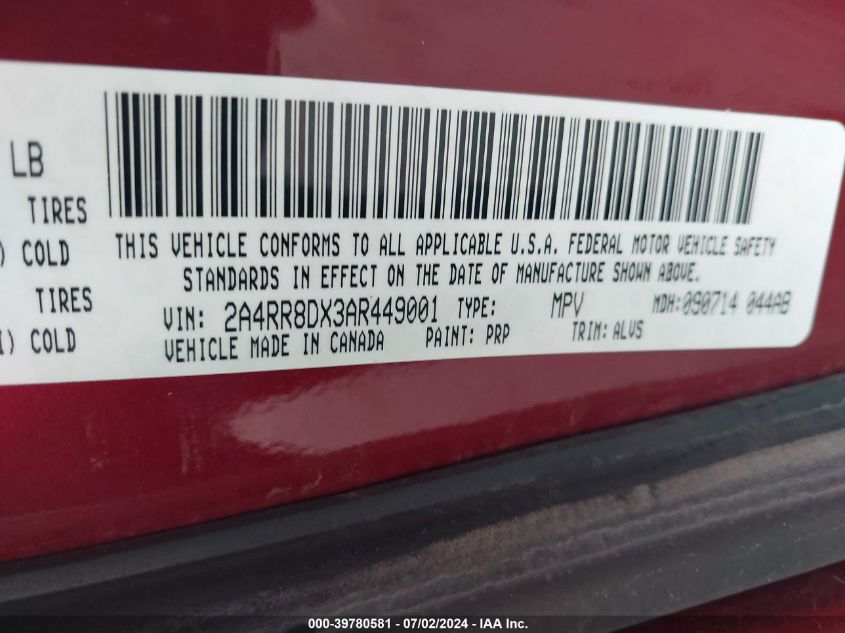 LB
TIRES
) COLD
TIRES
I) COLD
THIS VEHICLE CONFORMS TO ALL APPLICABLE U.S.A. FEDERAL MOTOR VEHICLE SAFETY
STANDARDS IN EFFECT ON THE DATE OF MANUFACTURE SHOWN ABOVE.
VIN: 2A4RR8DX3AR449001 TYPE: MPV MDH:090714 044AB
VEHICLE MADE IN CANADA PAINT: PRP TRIM: ALVS
000-39780581 - 07/02/2024 - IAA Inc.